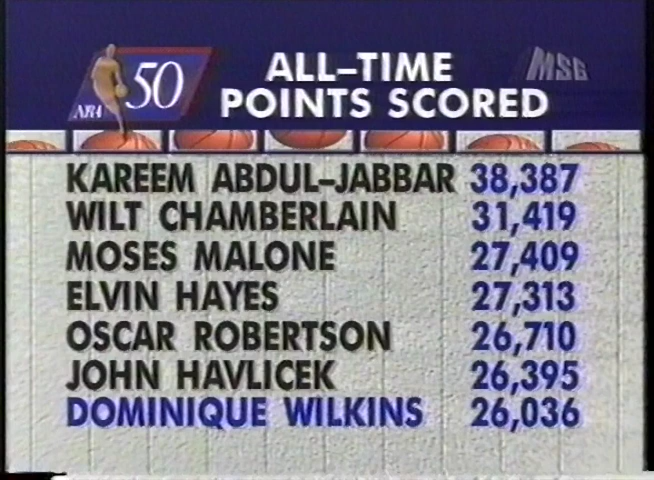 NBA 50
ALL-TIME
POINTS SCORED
MSG
KAREEM ABDUL-JABBAR 38,387
WILT CHAMBERLAIN 31,419
MOSES MALONE 27,409
ELVIN HAYES 27,313
OSCAR ROBERTSON 26,710
JOHN HAVLICEK 26,395
DOMINIQUE WILKINS 26,036